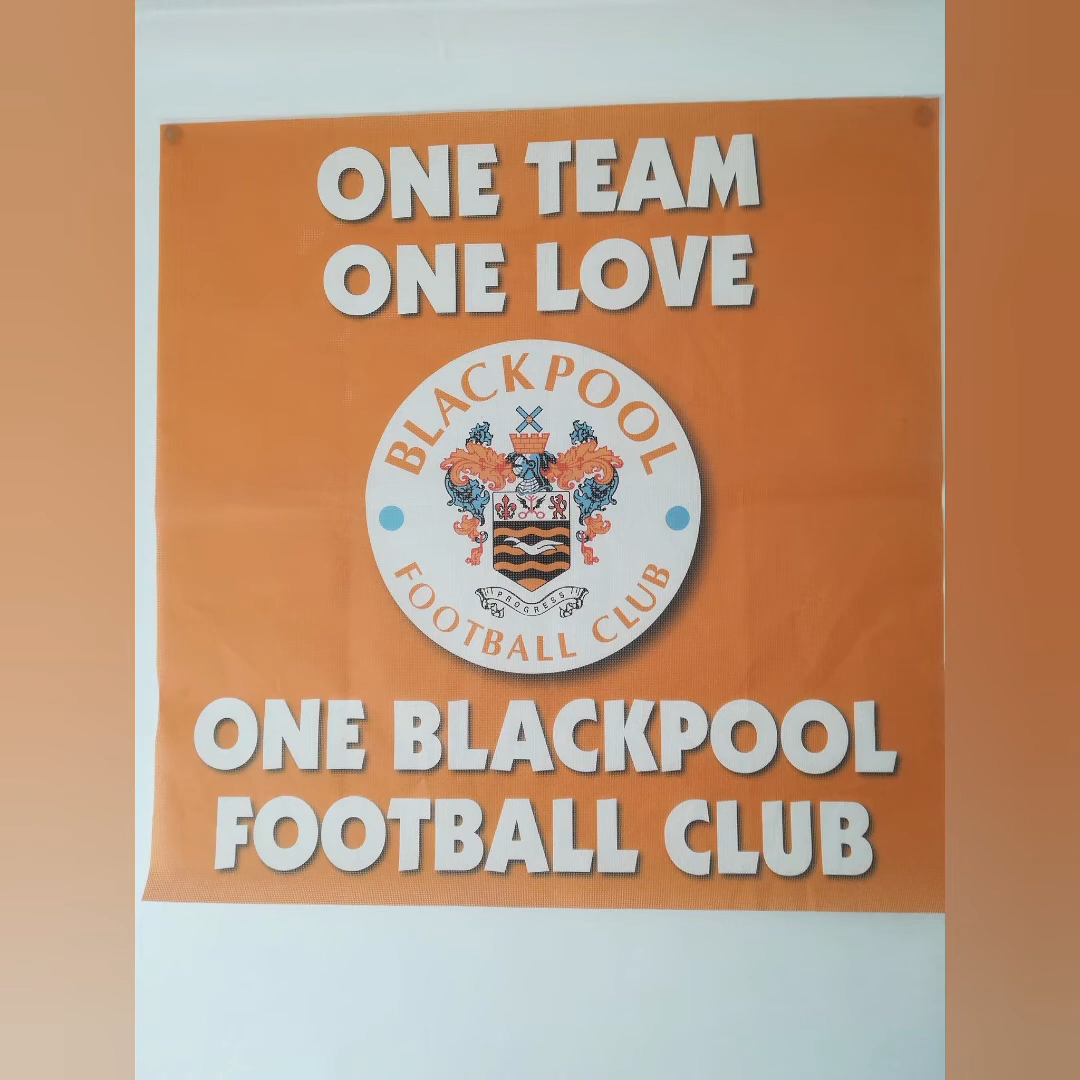 ONE TEAM
ONE LOVE
BLACKPOOL
PROGRESS
FOOTBALL CLUB
ONE BLACKPOOL
FOOTBALL CLUB